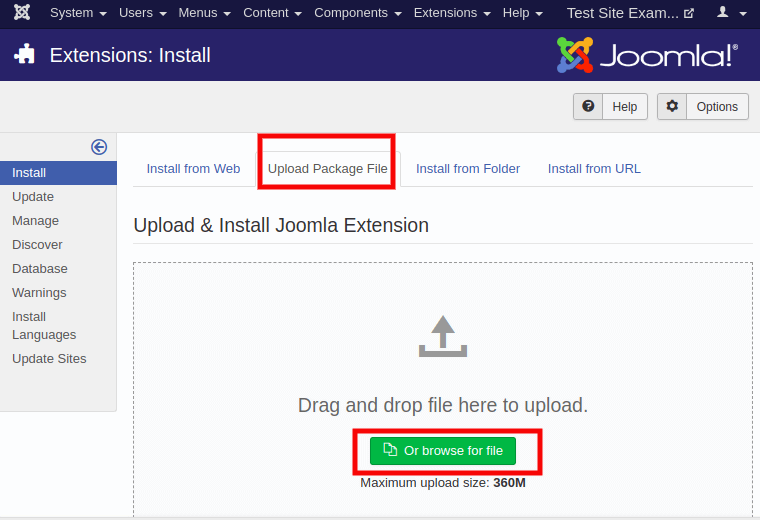 System Users Menus Content Components Extensions Help Test Site Exam...
Extensions: Install Joomla!®
Help Options
Install from Web Upload Package File Install from Folder Install from URL
Install
Update
Manage
Discover
Database
Warnings
Install
Languages
Update Sites
Upload & Install Joomla Extension
Drag and drop file here to upload.
Or browse for file
Maximum upload size: 360M